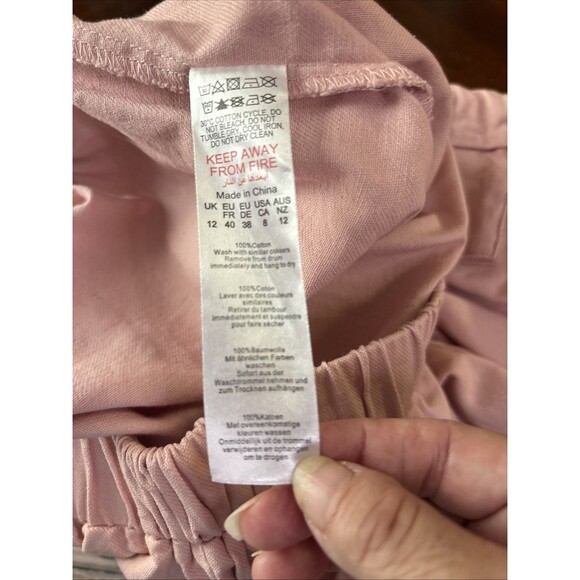 30°C COTTON CYCLE, DO
NOT BLEACH, DO NOT
TUMBLE DRY, COOL IRON,
DO NOT DRY CLEAN
KEEP AWAY
FROM FIRE
ابعدها عن النار
Made in China
UK EU EU USA AUS
FR DE CA NZ
12 40 38 8 12
100%Cotton
Wash with similar colours
Remove from drum
immediately and hang to dry
100%Coton
Laver avec des couleurs
similaires
Retirer du tambour
immédiatement et suspendre
pour faire sécher
100%Baumwolle
Mit ähnlichen Farben
waschen
Sofort aus der
Waschtrommel nehmen und
zum Trocknen aufhängen
100%Katoen
Met overeenkomstige
kleuren wassen
Onmiddelijk uit de trommel
verwijderen en ophangen
om te drogen